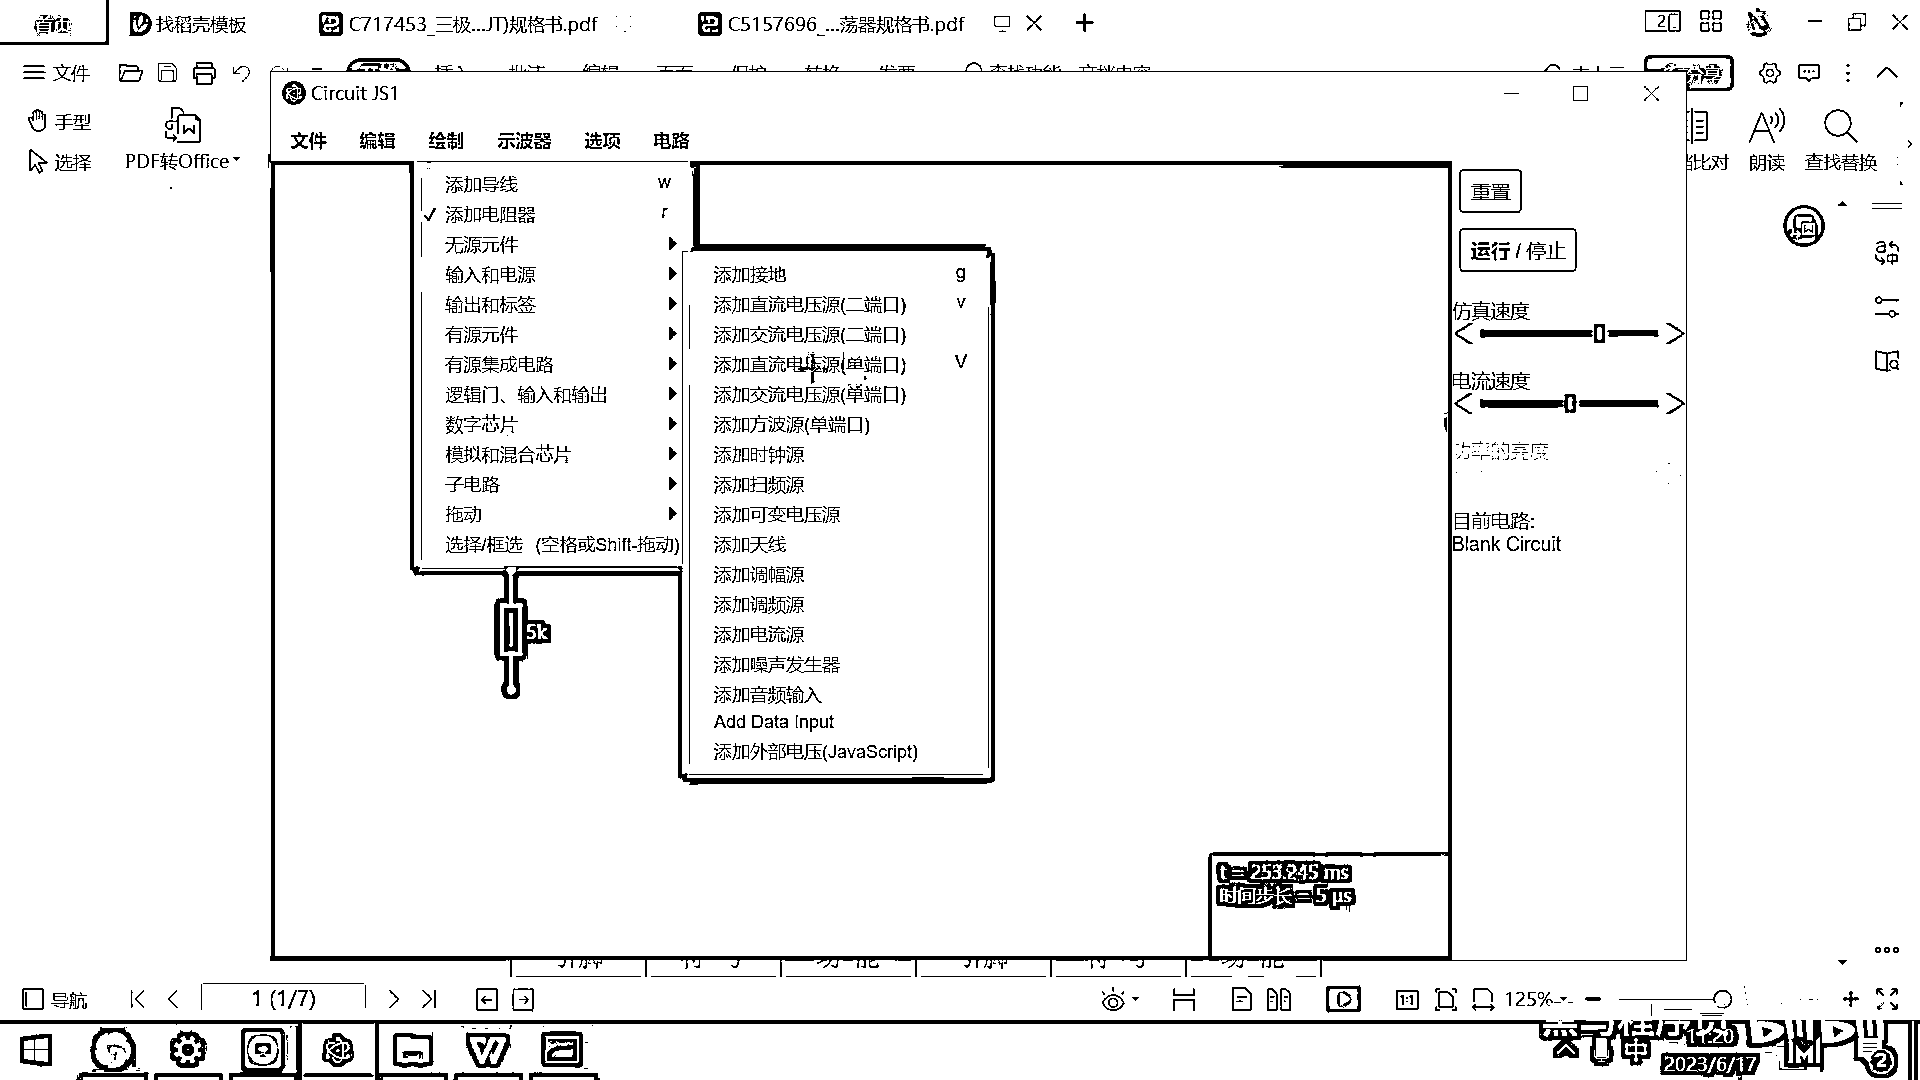 首页 找稻壳模板 C717453_三极...JT)规格书.pdf C5157696_...荡器规格书.pdf
文件
手型
选择
PDF转Office
比对 朗读 查找替换
Circuit JS1
文件 编辑 绘制 示波器 选项 电路
添加导线 w
添加电阻器 r
无源元件
输入和电源
输出和标签
有源元件
有源集成电路
逻辑门、输入和输出
数字芯片
模拟和混合芯片
子电路
拖动
选择/框选 (空格或Shift-拖动)
添加接地 g
添加直流电压源(二端口) v
添加交流电压源(二端口)
添加直流电压源(单端口) V
添加交流电压源(单端口)
添加方波源(单端口)
添加时钟源
添加扫频源
添加可变电压源
添加天线
添加调幅源
添加调频源
添加电流源
添加噪声发生器
添加音频输入
Add Data Input
添加外部电压(JavaScript)
5k
重置
运行 / 停止
仿真速度
电流速度
功率的亮度
目前电路:
Blank Circuit
t = 253.245 ms
时间步长 = 5 µs
导航 1 (1/7) 1:1 125%
中 11:20
2023/6/17 2